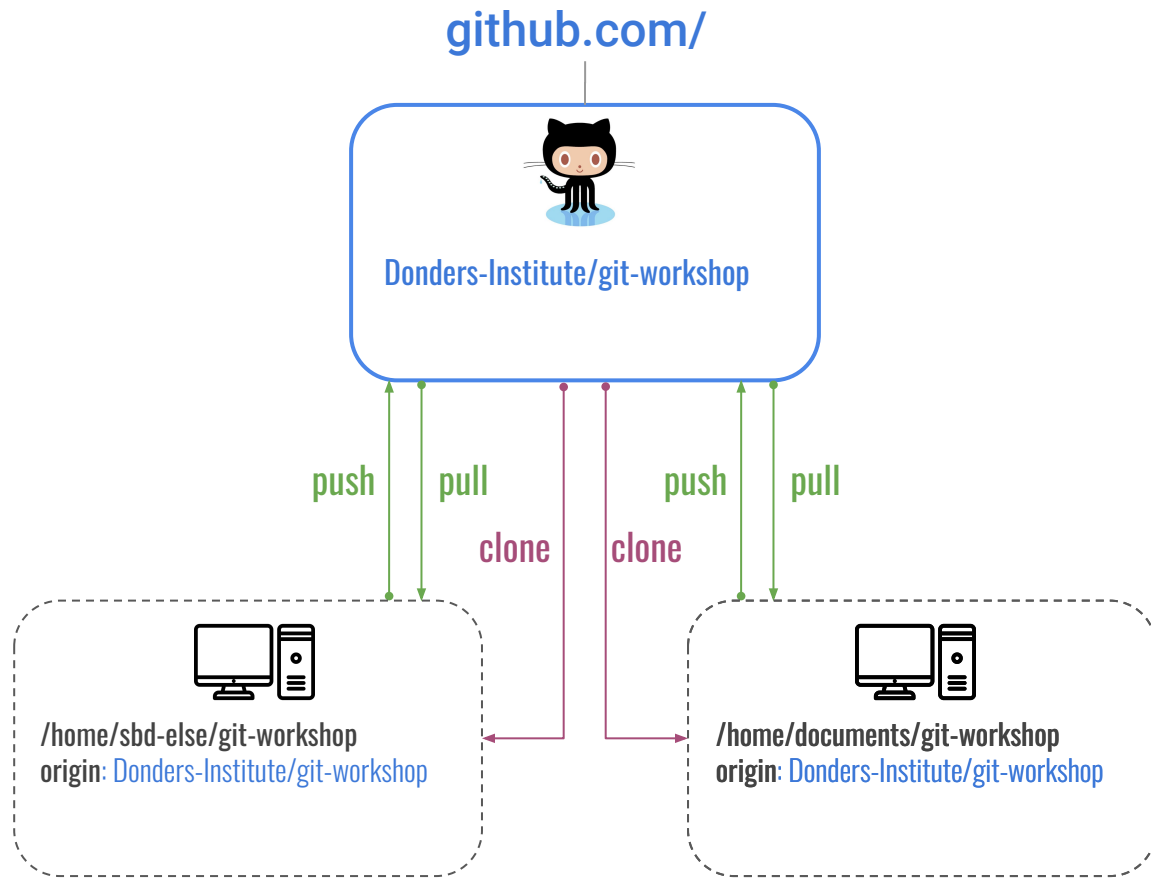 github.com/
Donders-Institute/git-workshop
push
pull
push
pull
clone
clone
/home/sbd-else/git-workshop
origin: Donders-Institute/git-workshop
/home/documents/git-workshop
origin: Donders-Institute/git-workshop